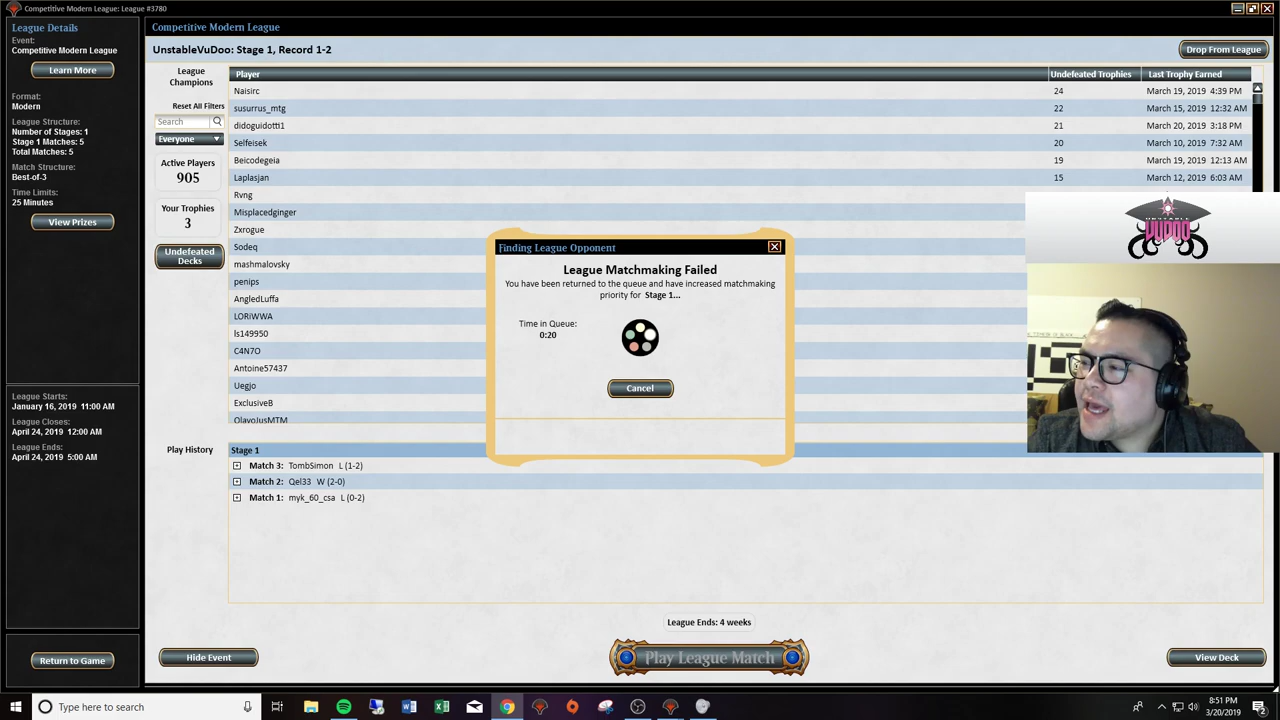 Competitive Modern League: League #3780
League Details
Event:
Competitive Modern League
Learn More
Format:
Modern
League Structure:
Number of Stages: 1
Stage 1 Matches: 5
Total Matches: 5
Match Structure:
Best-of-3
Time Limits:
25 Minutes
View Prizes
League Starts:
January 16, 2019 11:00 AM
League Closes:
April 24, 2019 12:00 AM
League Ends:
April 24, 2019 5:00 AM
Return to Game
Competitive Modern League
UnstableVuDoo: Stage 1, Record 1-2
Drop From League
League
Champions
Reset All Filters
Search
Everyone
Active Players
905
Your Trophies
3
Undefeated
Decks
Player Undefeated Trophies Last Trophy Earned
Naisirc 24 March 19, 2019 4:39 PM
susurrus_mtg 22 March 15, 2019 12:32 AM
didoguidotti1 21 March 20, 2019 3:18 PM
Selfeisek 20 March 10, 2019 7:32 AM
Beicodegeia 19 March 19, 2019 12:13 AM
Laplasjan 15 March 12, 2019 6:03 AM
Rvng
Misplacedginger
Zxrogue
Sodeq
mashmalovsky
penips
AngledLuffa
LORiWWA
ls149950
C4N7O
Antoine57437
Uegjo
ExclusiveB
OlavoJusMTM
UNSTABLE
VUDOO
Finding League Opponent
League Matchmaking Failed
You have been returned to the queue and have increased matchmaking
priority for Stage 1...
Time in Queue:
0:20
Cancel
Play History
Stage 1
Match 3: TombSimon L (1-2)
Match 2: Qel33 W (2-0)
Match 1: myk_60_csa L (0-2)
League Ends: 4 weeks
Hide Event
Play League Match
View Deck
Type here to search
8:51 PM
3/20/2019
2